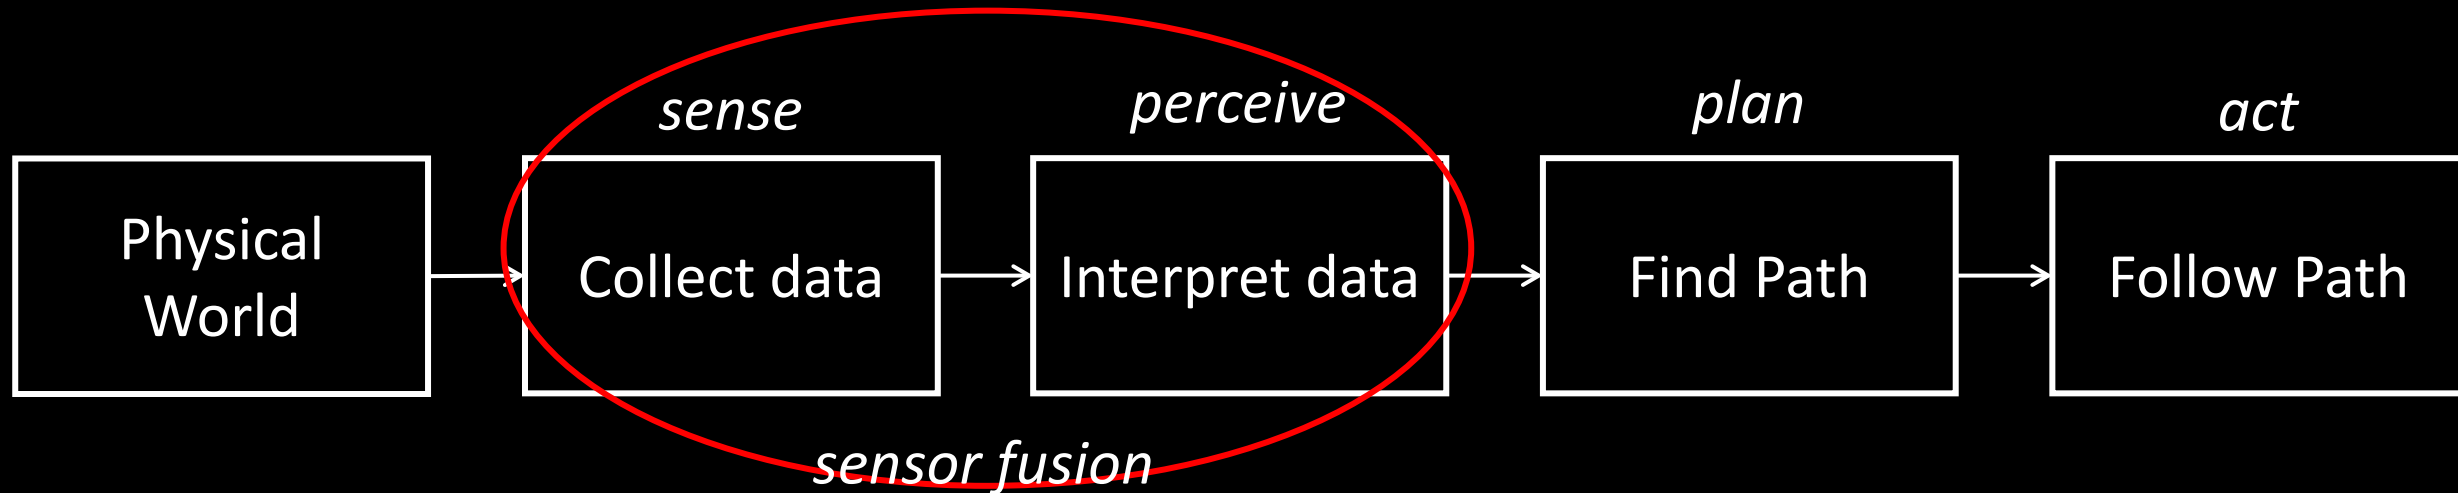 sense
perceive
plan
act
Physical
World
Collect data
Interpret data
Find Path
Follow Path
sensor fusion